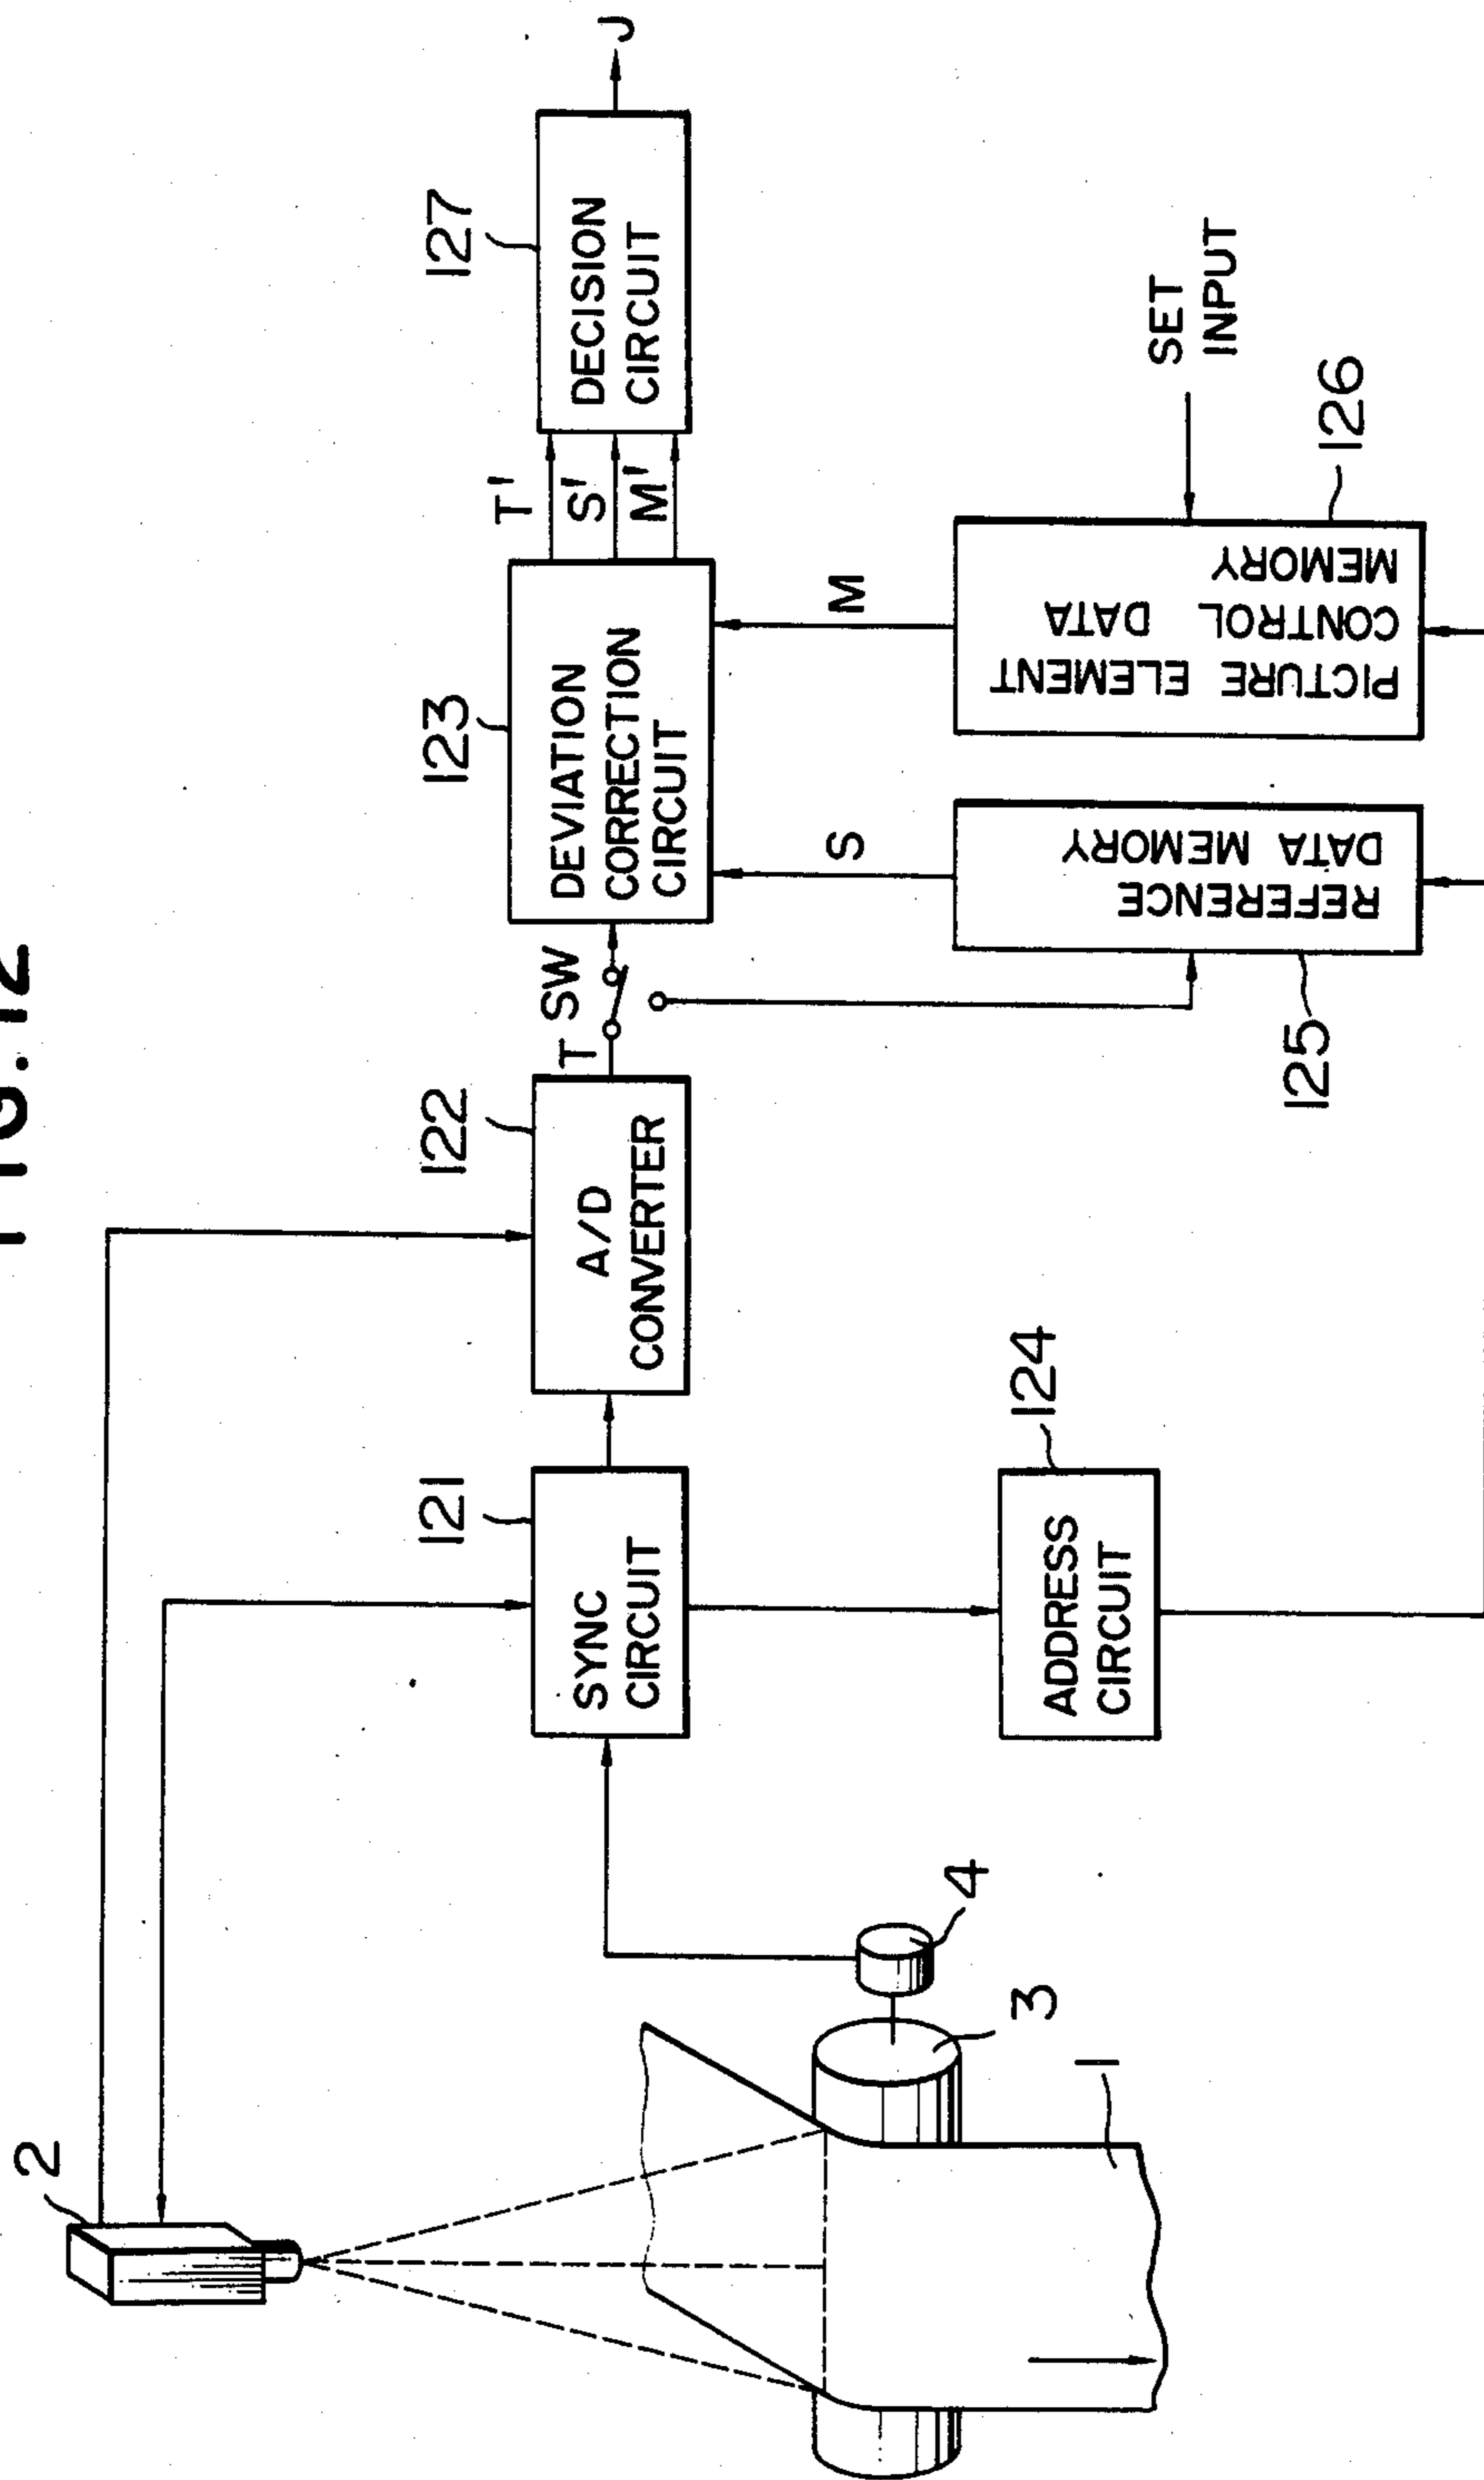 FIG.12
2
121
122
123
127
SYNC
CIRCUIT
A/D
CONVERTER
T
SW
DEVIATION
CORRECTION
CIRCUIT
T'
S'
M'
DECISION
CIRCUIT
J
4
3
1
124
ADDRESS
CIRCUIT
S
M
125
REFERENCE
DATA MEMORY
PICTURE ELEMENT
CONTROL DATA
MEMORY
126
SET
INPUT